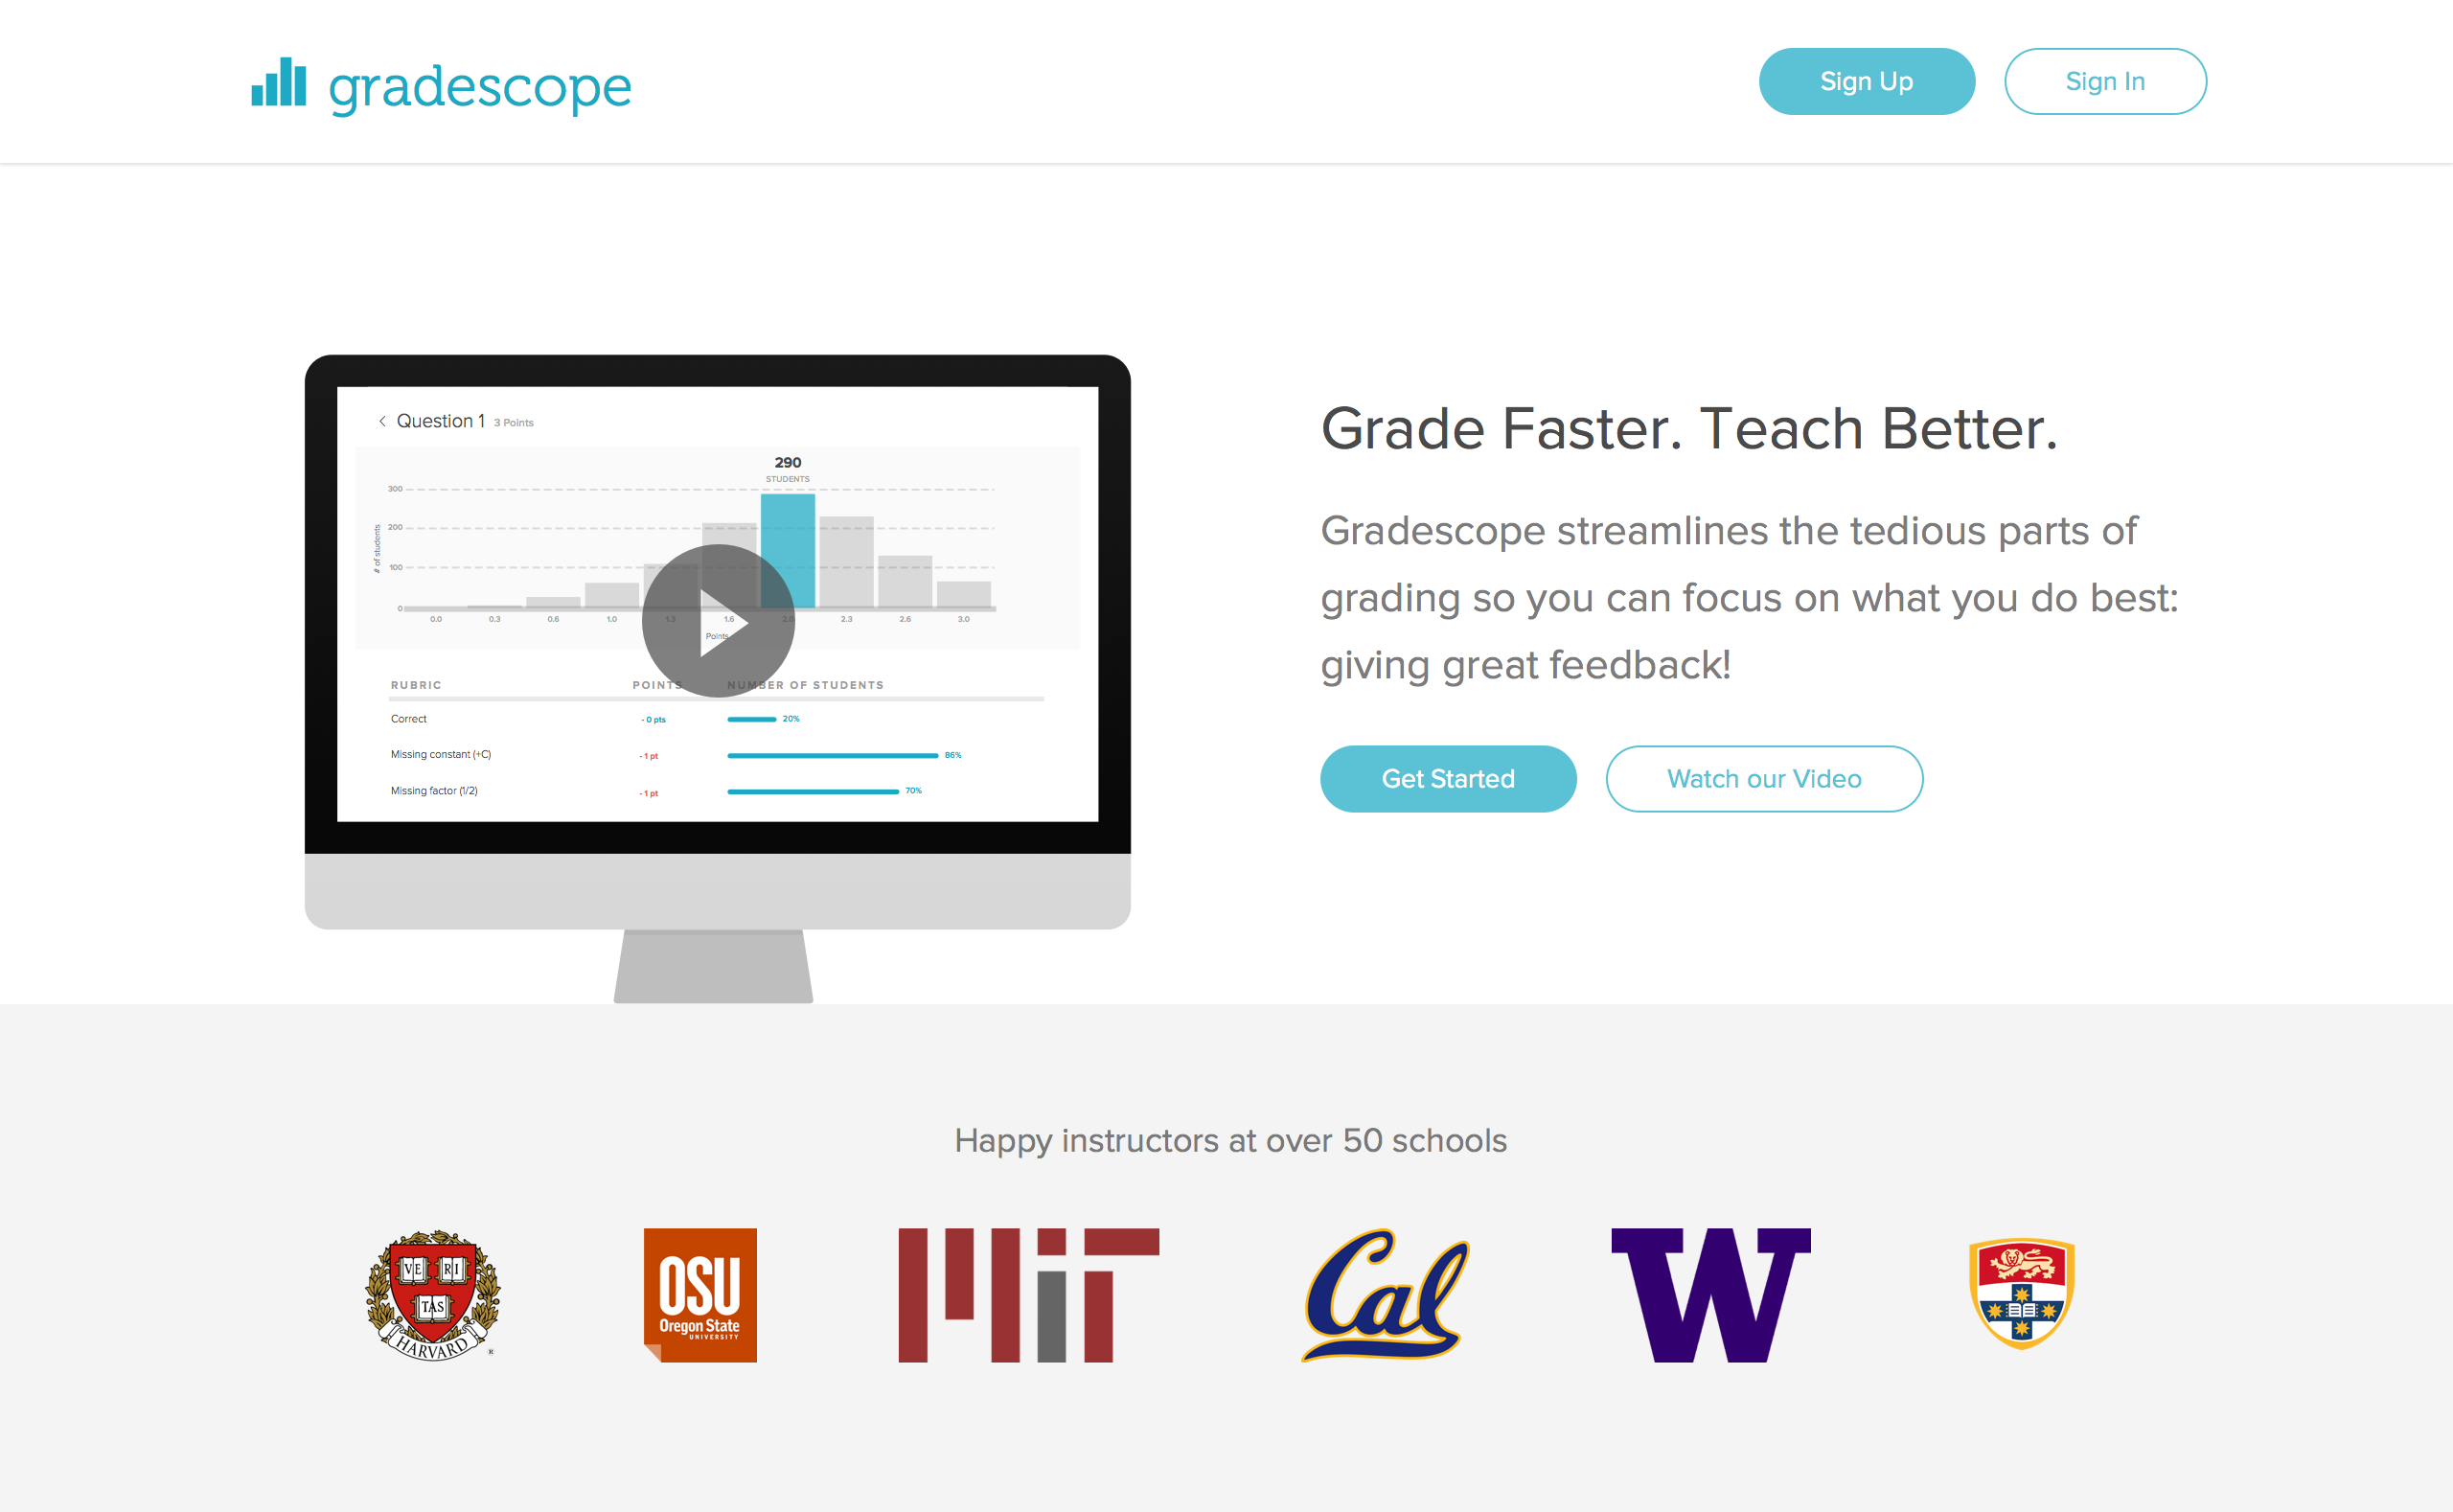 gradescope
Sign Up
Sign In
Question 1 3 Points
290
STUDENTS
300
200
100
0
# of students
0.0 0.3 0.6 1.0 1.3 1.6 2.0 2.3 2.6 3.0
Points
RUBRIC POINTS NUMBER OF STUDENTS
Correct - 0 pts 20%
Missing constant (+C) - 1 pt 86%
Missing factor (1/2) - 1 pt 70%
Grade Faster. Teach Better.
Gradescope streamlines the tedious parts of
grading so you can focus on what you do best:
giving great feedback!
Get Started
Watch our Video
Happy instructors at over 50 schools
VE RI
TAS
HARVARD
®
OSU
Oregon State
UNIVERSITY
MIT
Cal
W